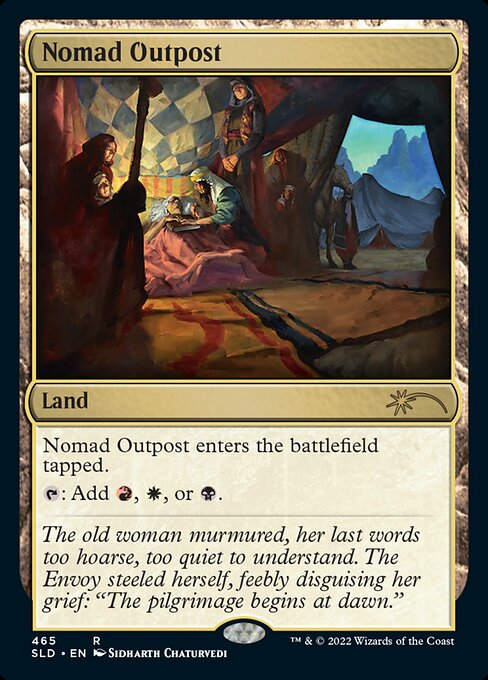 Nomad Outpost
Land
Nomad Outpost enters the battlefield
tapped.
: Add , , or .
The old woman murmured, her last words
too hoarse, too quiet to understand. The
Envoy steeled herself, feebly disguising her
grief: “The pilgrimage begins at dawn.”
465 R
SLD • EN Sidharth Chaturvedi
™ & © 2022 Wizards of the Coast